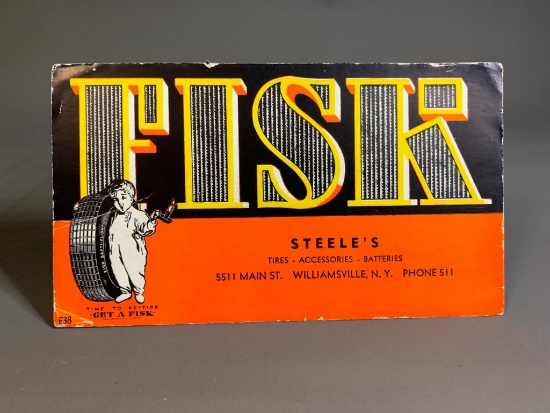 FISK
STEELE'S
TIRES - ACCESSORIES - BATTERIES
5511 MAIN ST. WILLIAMSVILLE, N. Y. PHONE 511
TIME TO RE-TIRE
"GET A FISK"
F38